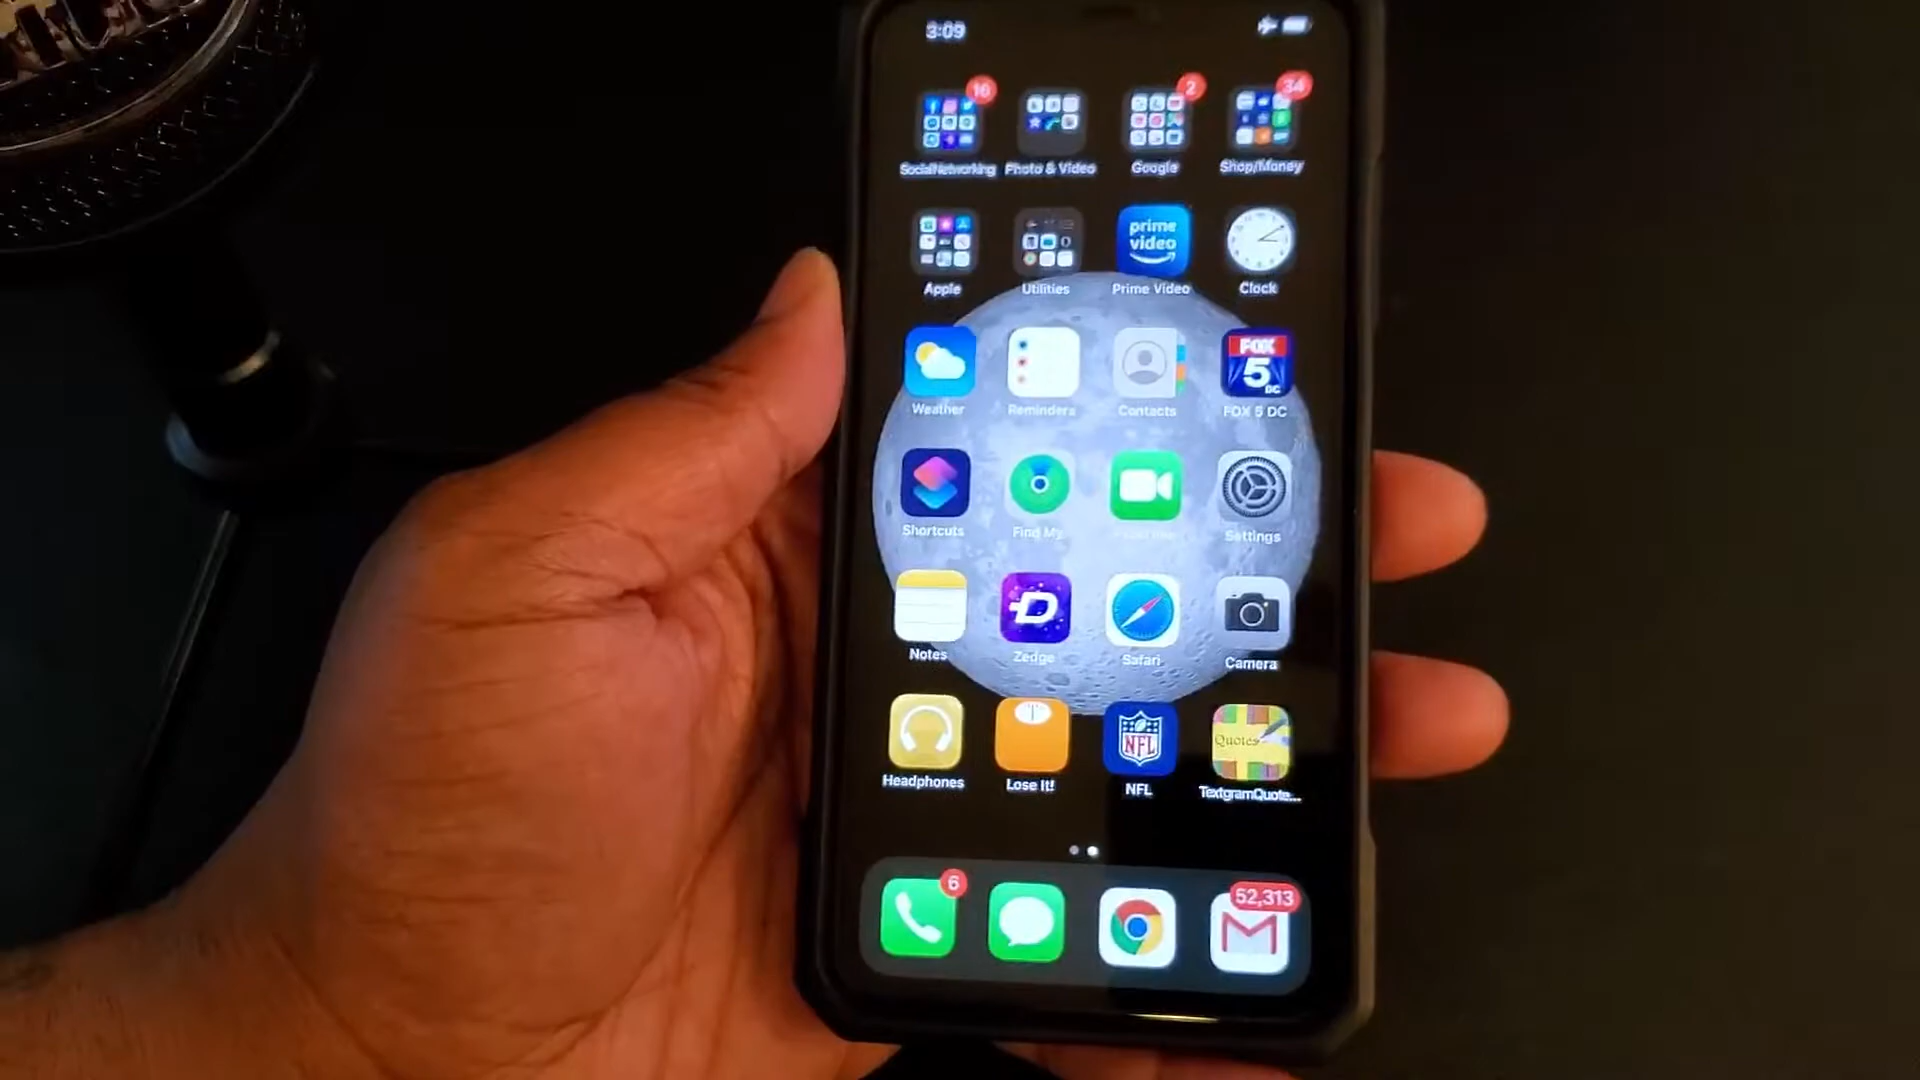 3:09
16 2 34
SocialNetworking Photo & Video Google Shop/Money
prime
video
Apple Utilities Prime Video Clock
FOX
5
DC
Weather Reminders Contacts FOX 5 DC
Shortcuts Find My Settings
Notes Zedge Safari Camera
NFL
Quotes
Headphones Lose It! NFL TextgramQuote...
6 52,313